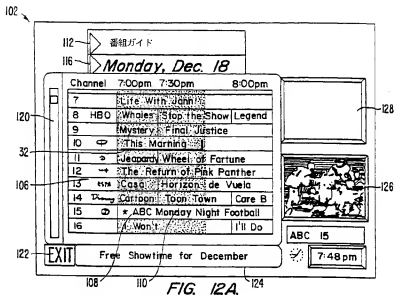 102
112
番組ガイド
116
Monday, Dec. 18
Channel 7:00pm 7:30pm 8:00pm
7 Life With Jann
120
8 HBO Whales Stop the Show Legend
128
9 Mystery Final Justice
10 This Morning
32
11 Jeopardy Wheel of Fortune
106
12 The Return of Pink Panther
126
13 Casa Horizon de Vuela
14 Disney Cartoon Toon Town Care B
15 * ABC Monday Night Football
ABC 15
16 I Won't I'll Do
122
EXIT
Free Showtime for December
7:48pm
108
110
124
FIG. 12A.